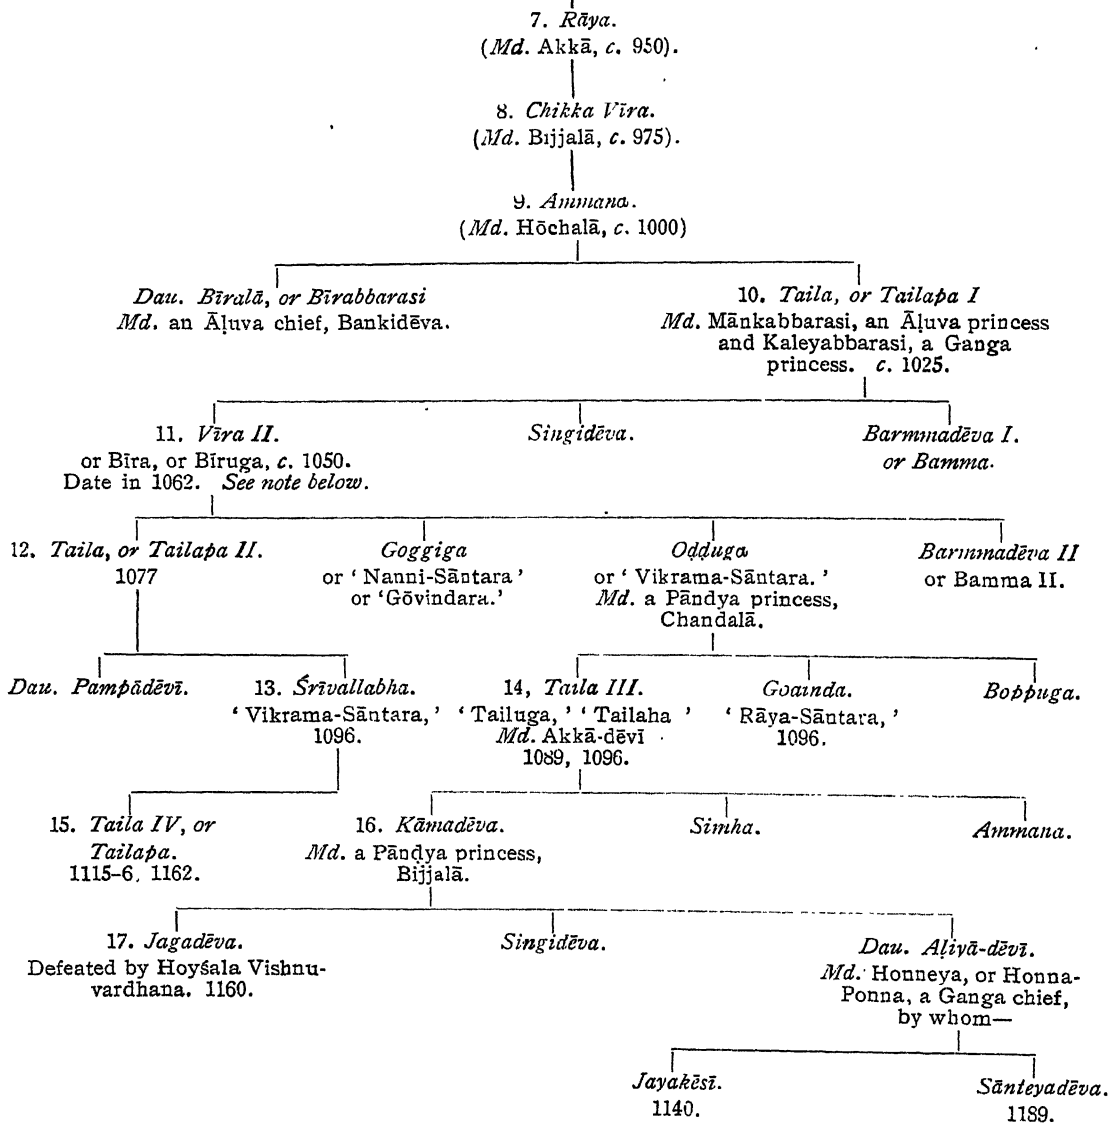 7. Rāya.
(Md. Akkā, c. 950).
8. Chikka Vīra.
(Md. Bijjalā, c. 975).
9. Ammana.
(Md. Hōchalā, c. 1000)
Dau. Bīralā, or Bīrabbarasi
Md. an Āḷuva chief, Bankidēva.
10. Taila, or Tailapa I
Md. Mānkabbarasi, an Āḷuva princess
and Kaleyabbarasi, a Ganga
princess. c. 1025.
11. Vīra II.
or Bīra, or Bīruga, c. 1050.
Date in 1062. See note below.
Singidēva.
Barmmadēva I.
or Bamma.
12. Taila, or Tailapa II.
1077
Goggiga
or ‘ Nanni-Sāntara’
or ‘Gōvindara.’
Oḍḍuga
or ‘ Vikrama-Sāntara. ’
Md. a Pāndya princess,
Chandalā.
Barmmadēva II
or Bamma II.
Dau. Pampādēvī.
13. Śrīvallabha.
‘ Vikrama-Sāntara, ’
1096.
14, Taila III.
‘ Tailuga, ’ ‘ Tailaha ’
Md. Akkā-dēvī
1089, 1096.
Goainda.
‘ Rāya-Sāntara, ’
1096.
Boppuga.
15. Taila IV, or
Tailapa.
1115–6, 1162.
16. Kāmadēva.
Md. a Pānḍya princess,
Bijjalā.
Simha.
Ammana.
17. Jagadēva.
Defeated by Hoyśala Vishnu-
vardhana. 1160.
Singidēva.
Dau. Aḷiyā-dēvī.
Md. Honneya, or Honna-
Ponna, a Ganga chief,
by whom—
Jayakēsī.
1140.
Sānteyadēva.
1189.